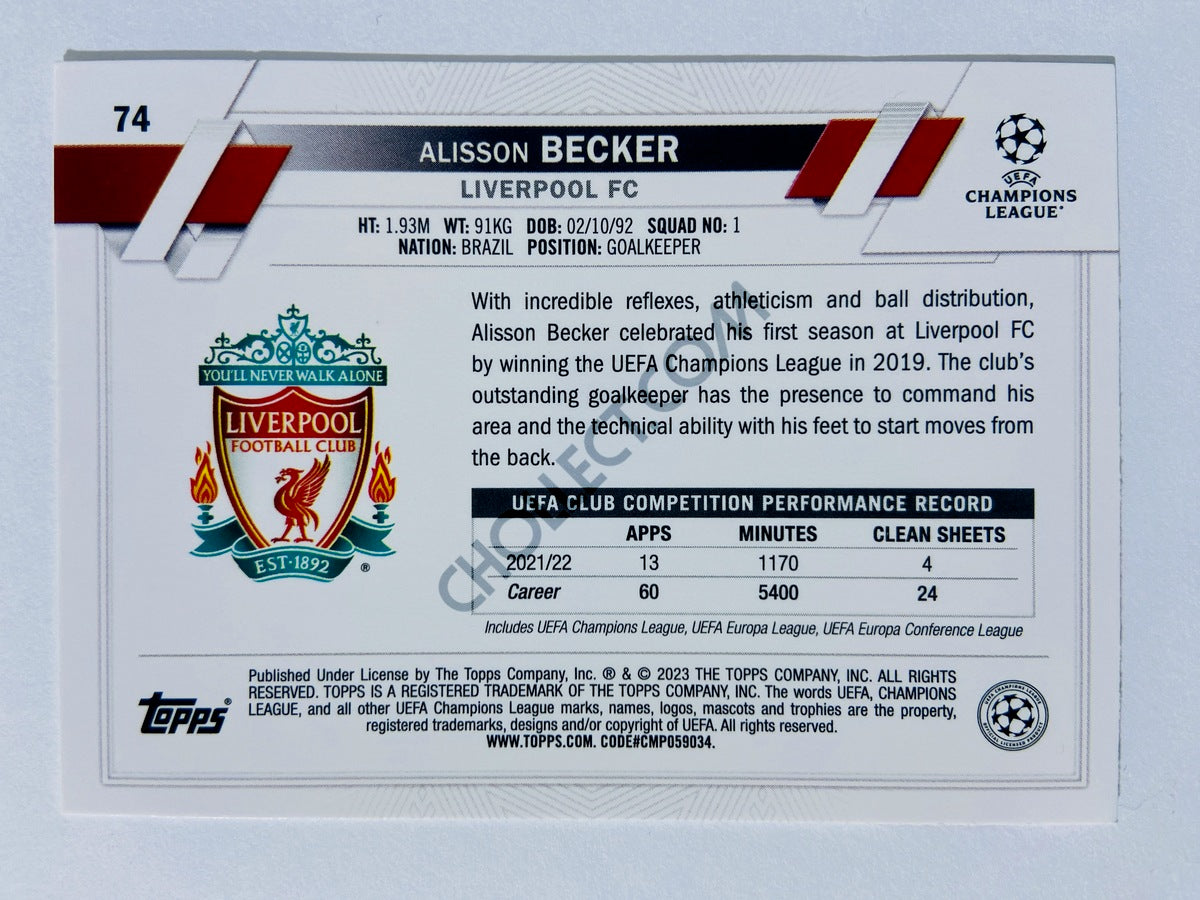 74
ALISSON BECKER
LIVERPOOL FC
UEFA
CHAMPIONS
LEAGUE
HT: 1.93M WT: 91KG DOB: 02/10/92 SQUAD NO: 1
NATION: BRAZIL POSITION: GOALKEEPER
With incredible reflexes, athleticism and ball distribution,
Alisson Becker celebrated his first season at Liverpool FC
by winning the UEFA Champions League in 2019. The club's
outstanding goalkeeper has the presence to command his
area and the technical ability with his feet to start moves from
the back.
YOU'LL NEVER WALK ALONE
LIVERPOOL
FOOTBALL CLUB
EST·1892 ®
UEFA CLUB COMPETITION PERFORMANCE RECORD
APPS MINUTES CLEAN SHEETS
2021/22 13 1170 4
Career 60 5400 24
Includes UEFA Champions League, UEFA Europa League, UEFA Europa Conference League
CHOLLECT.COM
Topps®
Published Under License by The Topps Company, Inc. ® & © 2023 THE TOPPS COMPANY, INC. ALL RIGHTS
RESERVED. TOPPS IS A REGISTERED TRADEMARK OF THE TOPPS COMPANY, INC. The words UEFA, CHAMPIONS
LEAGUE, and all other UEFA Champions League marks, names, logos, mascots and trophies are the property,
registered trademarks, designs and/or copyright of UEFA. All rights reserved.
WWW.TOPPS.COM. CODE#CMP059034.
UEFA CHAMPIONS LEAGUE
OFFICIAL LICENSED PRODUCT